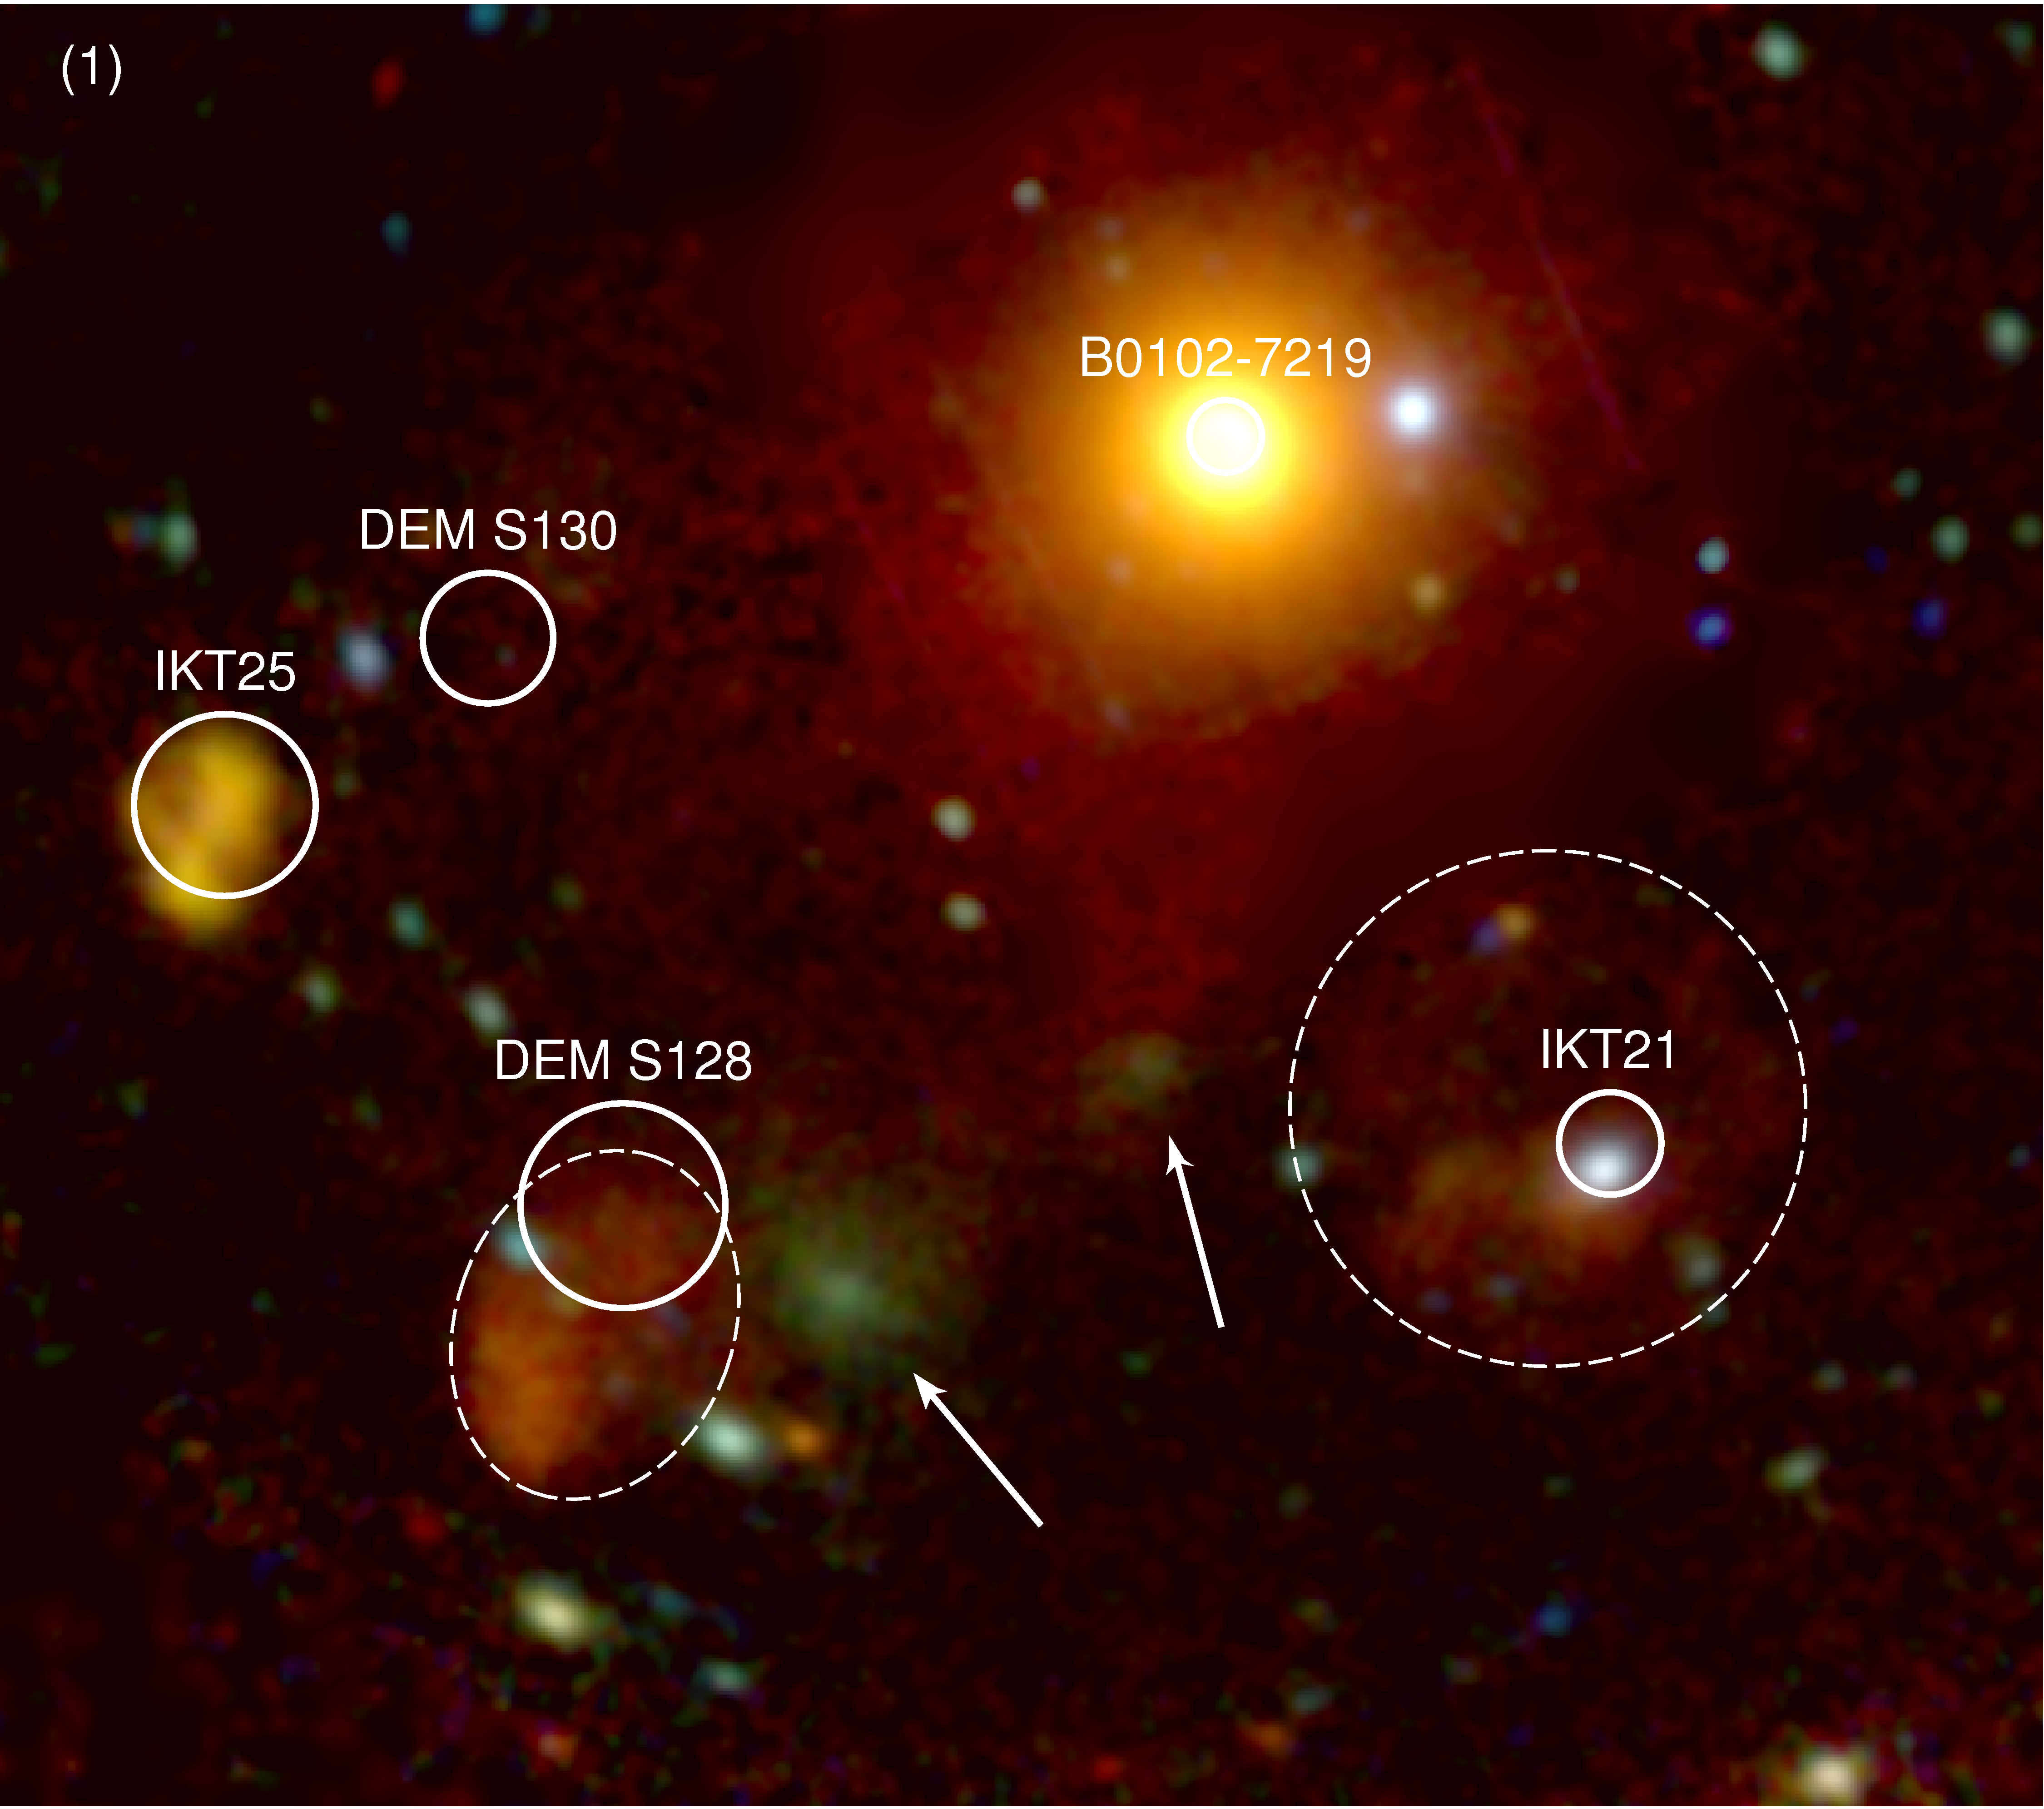 (1)
B0102-7219
DEM S130
IKT25
IKT21
DEM S128